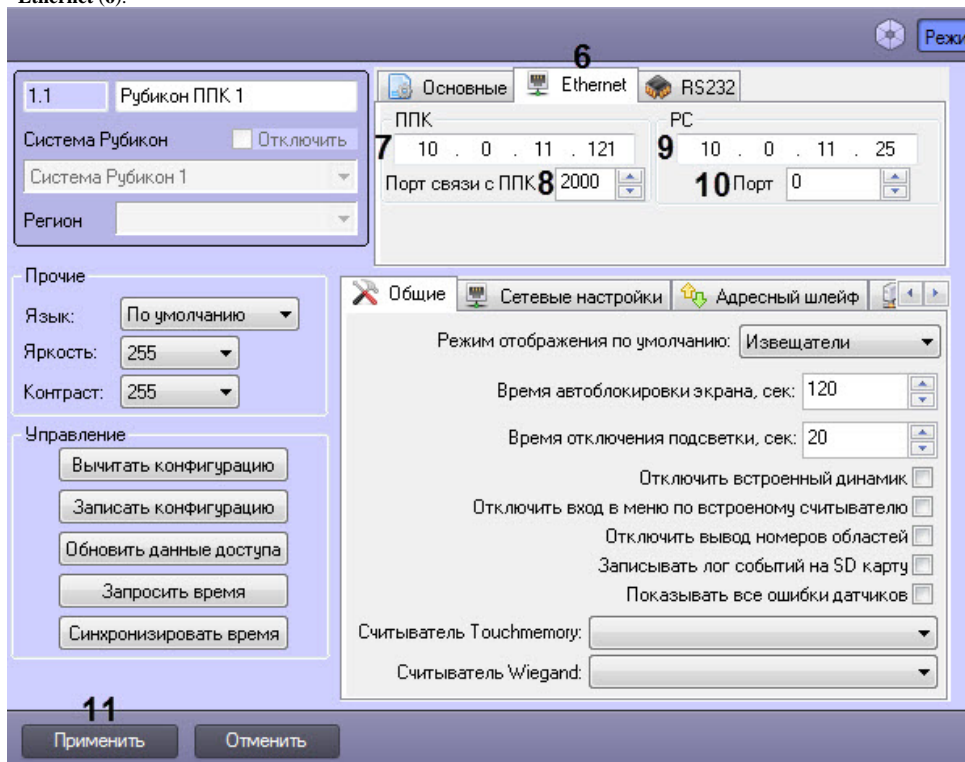 Ethernet (6).
Режи
6
1.1 Рубикон ППК 1
Основные Ethernet RS232
Система Рубикон Отключить
Система Рубикон 1
Регион
ППК
7 10 . 0 . 11 . 121
Порт связи с ППК 8 2000
PC
9 10 . 0 . 11 . 25
10 Порт 0
Прочие
Язык: По умолчанию
Яркость: 255
Контраст: 255
Управление
Вычитать конфигурацию
Записать конфигурацию
Обновить данные доступа
Запросить время
Синхронизировать время
Общие Сетевые настройки Адресный шлейф
Режим отображения по умолчанию: Извещатели
Время автоблокировки экрана, сек: 120
Время отключения подсветки, сек: 20
Отключить встроенный динамик
Отключить вход в меню по встроеному считывателю
Отключить вывод номеров областей
Записывать лог событий на SD карту
Показывать все ошибки датчиков
Считыватель Touchmemory:
Считыватель Wiegand:
11
Применить Отменить